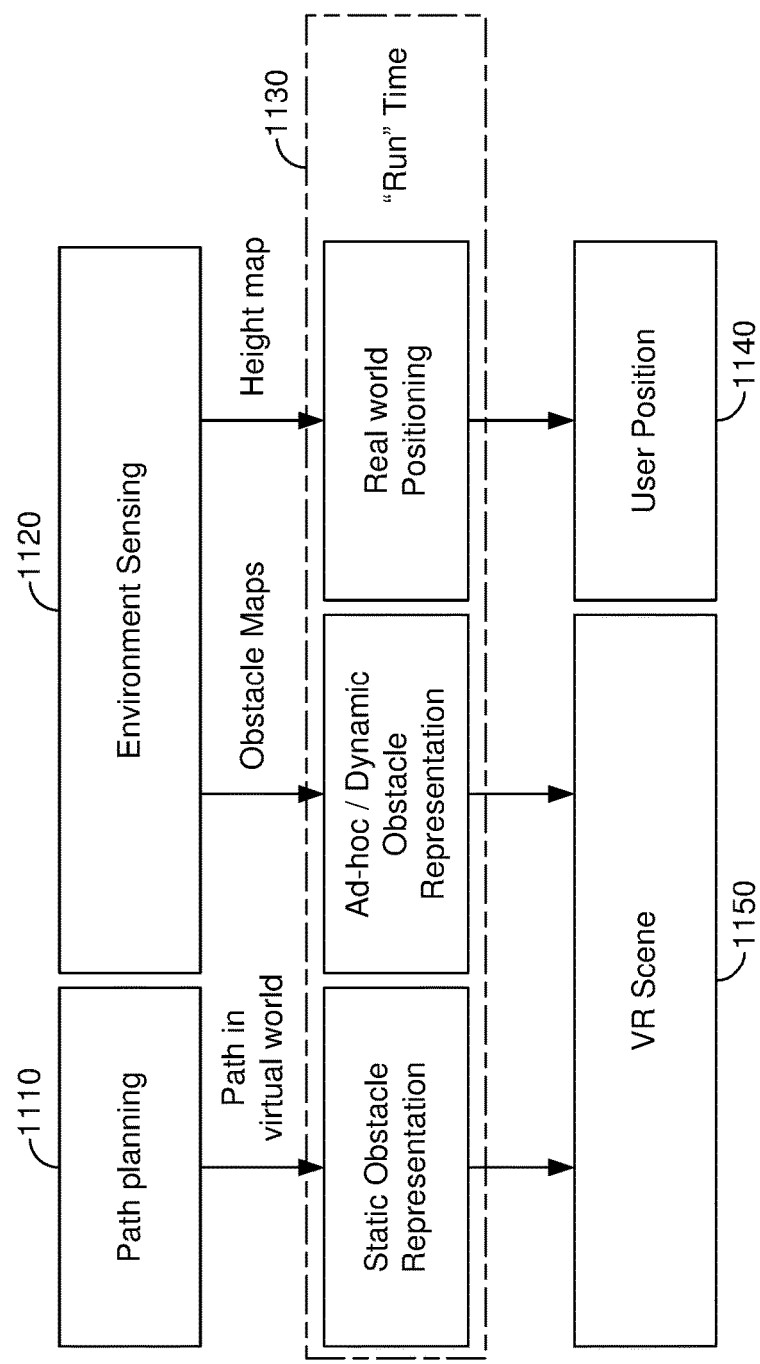 1110
Path planning
1120
Environment Sensing
Path in
virtual world
Obstacle Maps
Height map
1130
Static Obstacle
Representation
Ad-hoc / Dynamic
Obstacle
Representation
Real world
Positioning
“Run” Time
VR Scene
1150
User Position
1140